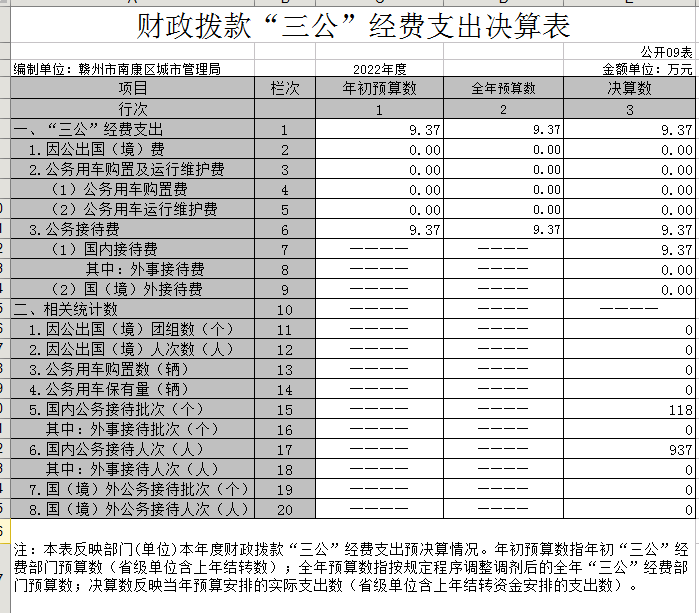 财政拨款“三公”经费支出决算表
公开09表
编制单位：赣州市南康区城市管理局 2022年度 金额单位：万元
项目 栏次 年初预算数 全年预算数 决算数
行次 1 2 3
一、“三公”经费支出 1 9.37 9.37 9.37
1.因公出国（境）费 2 0.00 0.00 0.00
2.公务用车购置及运行维护费 3 0.00 0.00 0.00
（1）公务用车购置费 4 0.00 0.00 0.00
（2）公务用车运行维护费 5 0.00 0.00 0.00
3.公务接待费 6 9.37 9.37 9.37
（1）国内接待费 7 ———— ———— 9.37
其中：外事接待费 8 ———— ———— 0.00
（2）国（境）外接待费 9 ———— ———— 0.00
二、相关统计数 10 ———— ———— ————
1.因公出国（境）团组数（个） 11 ———— ———— 0
2.因公出国（境）人次数（人） 12 ———— ———— 0
3.公务用车购置数（辆） 13 ———— ———— 0
4.公务用车保有量（辆） 14 ———— ———— 0
5.国内公务接待批次（个） 15 ———— ———— 118
其中：外事接待批次（个） 16 ———— ———— 0
6.国内公务接待人次（人） 17 ———— ———— 937
其中：外事接待人次（人） 18 ———— ———— 0
7.国（境）外公务接待批次（个） 19 ———— ———— 0
8.国（境）外公务接待人次（人） 20 ———— ———— 0
注：本表反映部门(单位)本年度财政拨款“三公”经费支出预决算情况。年初预算数指年初“三公”经
费部门预算数（省级单位含上年结转数）；全年预算数指按规定程序调整调剂后的全年“三公”经费部
门预算数；决算数反映当年预算安排的实际支出数（省级单位含上年结转资金安排的支出数）。